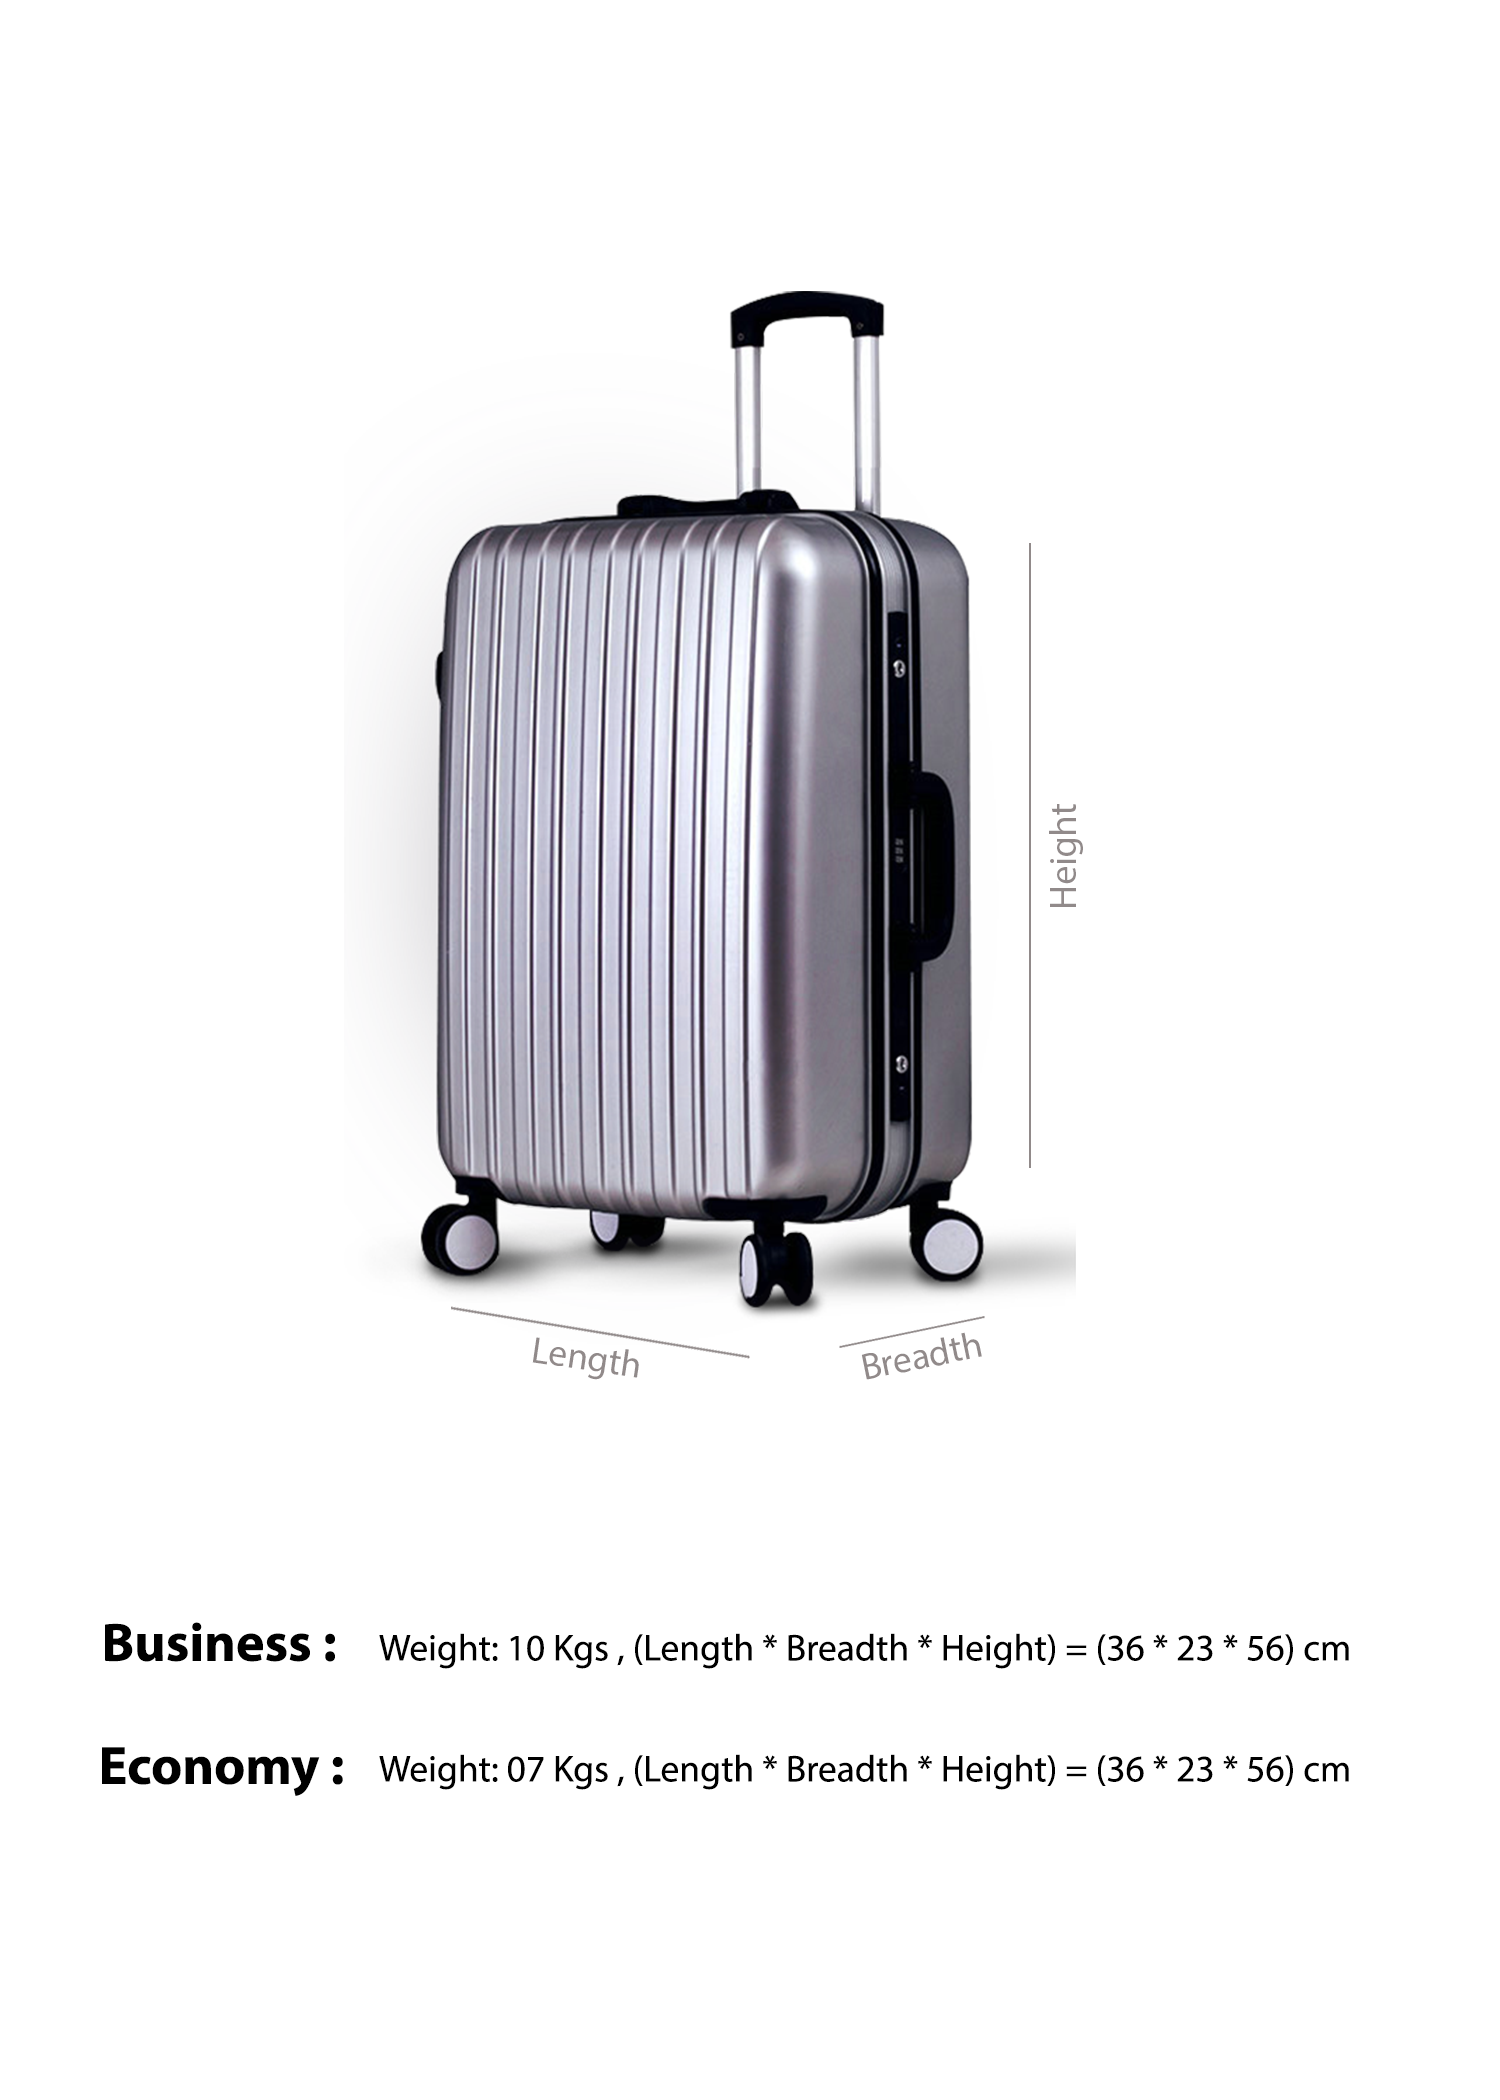 Height
Length
Breadth
Business : Weight: 10 Kgs , (Length * Breadth * Height) = (36 * 23 * 56) cm
Economy : Weight: 07 Kgs , (Length * Breadth * Height) = (36 * 23 * 56) cm